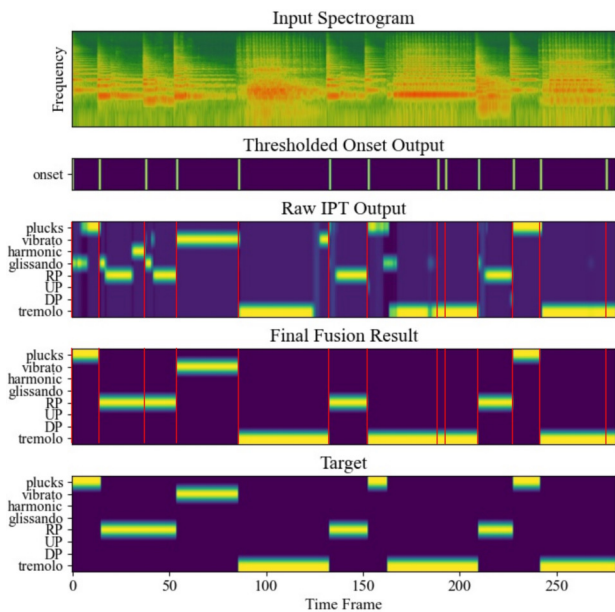 Input Spectrogram
Frequency
Thresholded Onset Output
onset
Raw IPT Output
plucks
vibrato
harmonic
glissando
RP
UP
DP
tremolo
Final Fusion Result
plucks
vibrato
harmonic
glissando
RP
UP
DP
tremolo
Target
plucks
vibrato
harmonic
glissando
RP
UP
DP
tremolo
0 50 100 150 200 250
Time Frame